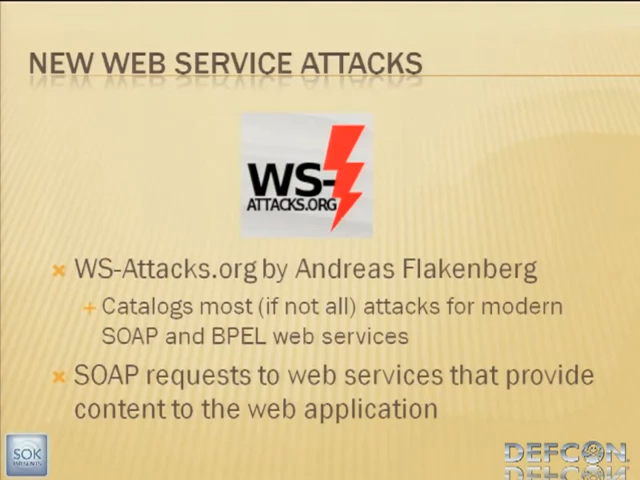 NEW WEB SERVICE ATTACKS
WS-
ATTACKS.ORG
WS-Attacks.org by Andreas Flakenberg
Catalogs most (if not all) attacks for modern
SOAP and BPEL web services
SOAP requests to web services that provide
content to the web application
SOK
PRESENTS
DEFCON